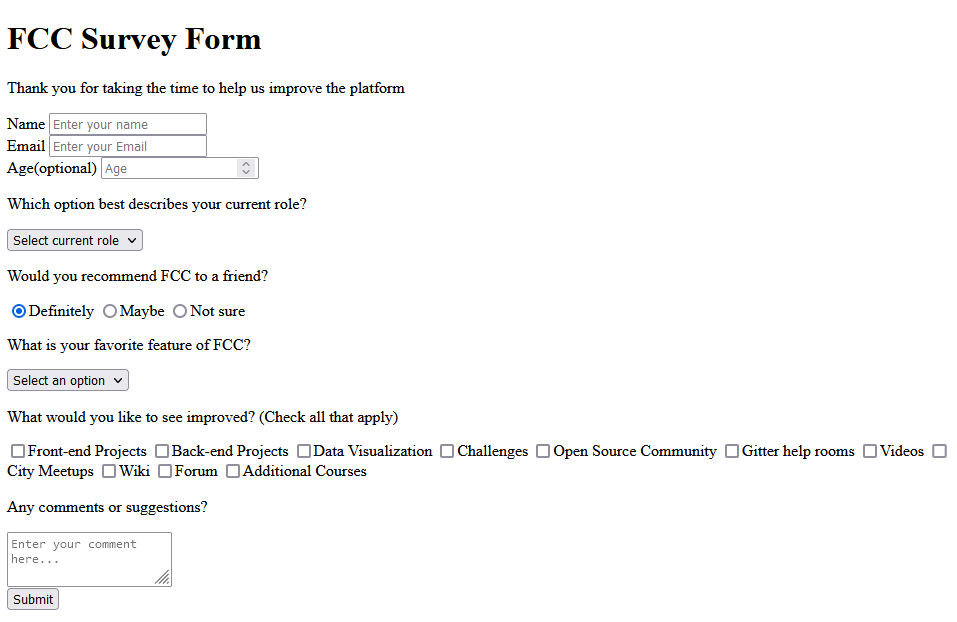 FCC Survey Form
Thank you for taking the time to help us improve the platform
Name Enter your name
Email Enter your Email
Age(optional) Age
Which option best describes your current role?
Select current role
Would you recommend FCC to a friend?
Definitely Maybe Not sure
What is your favorite feature of FCC?
Select an option
What would you like to see improved? (Check all that apply)
Front-end Projects Back-end Projects Data Visualization Challenges Open Source Community Gitter help rooms Videos
City Meetups Wiki Forum Additional Courses
Any comments or suggestions?
Enter your comment
here...
Submit